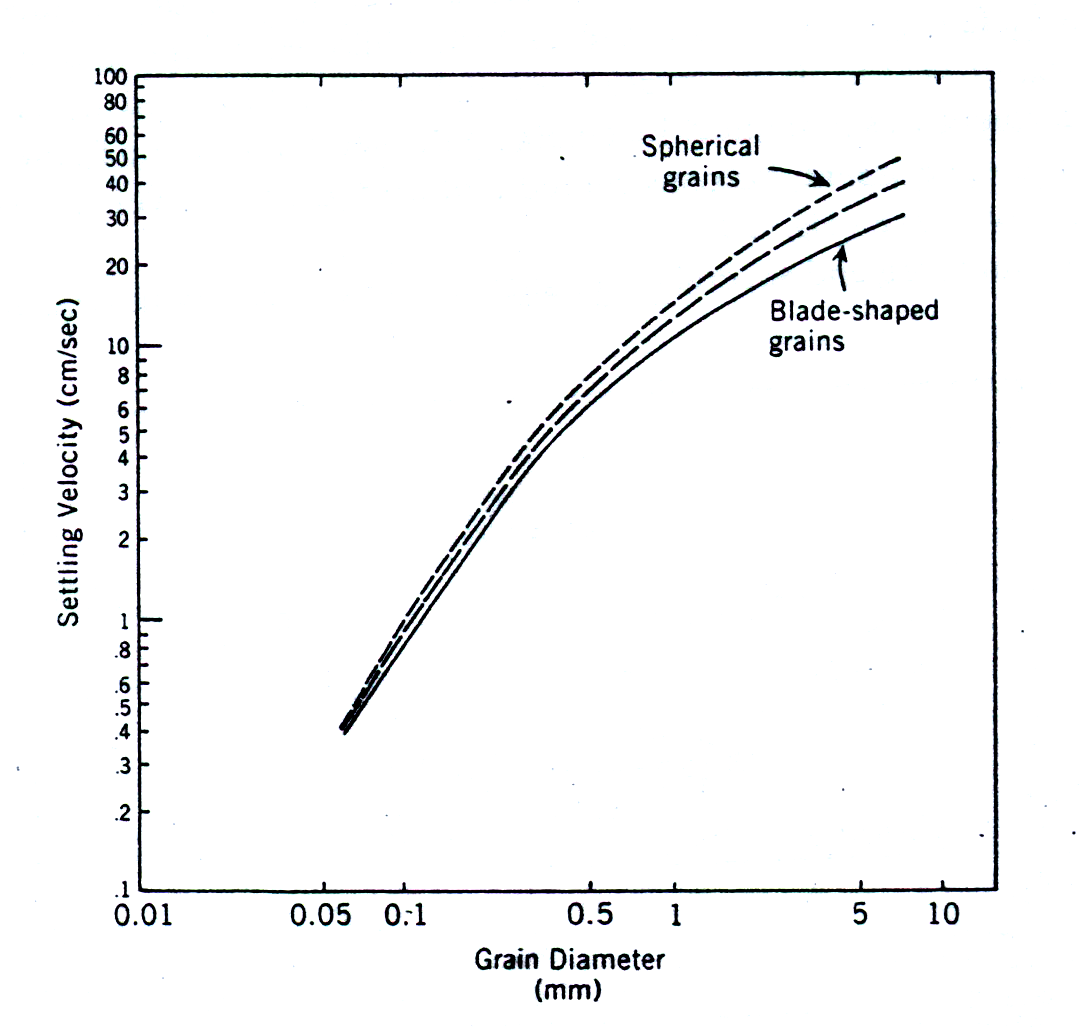 100
80
60
50
40
30
20
10
8
6
5
4
3
2
1
.8
.6
.5
.4
.3
.2
.1
Settling Velocity (cm/sec)
Spherical
grains
Blade-shaped
grains
0.01 0.05 0.1 0.5 1 5 10
Grain Diameter
(mm)